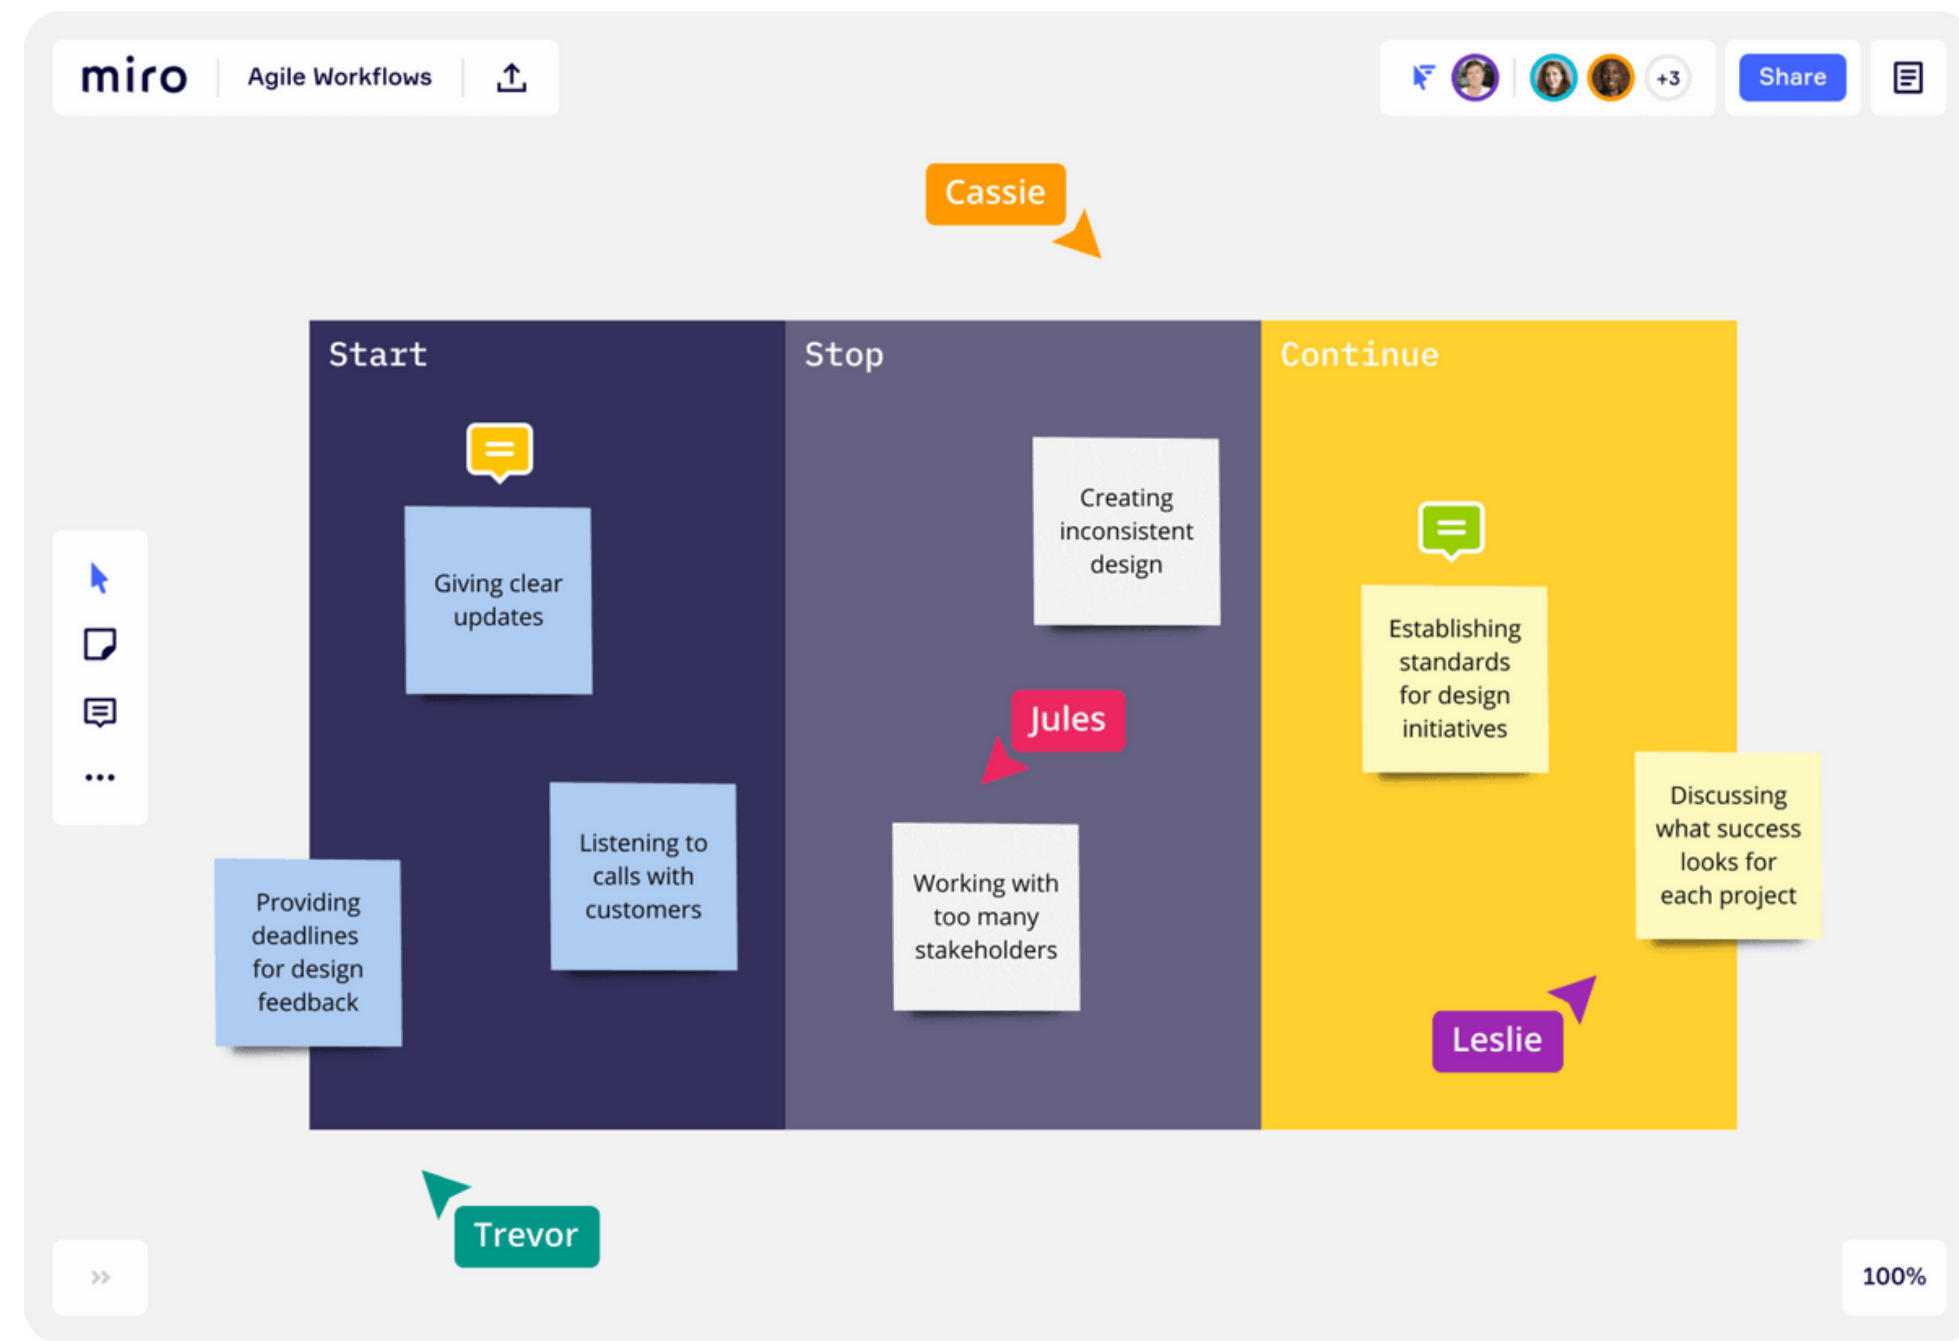 miro
Agile Workflows
+3
Share
Cassie
Start
Stop
Continue
Giving clear
updates
Listening to
calls with
customers
Providing
deadlines
for design
feedback
Creating
inconsistent
design
Jules
Working with
too many
stakeholders
Establishing
standards
for design
initiatives
Discussing
what success
looks for
each project
Leslie
Trevor
100%